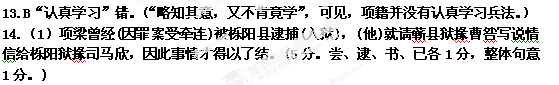 13.B“认真学习”错。(“略知其意，又不肯竟学”，可见，项籍并没有认真学习兵法。)
14.（1）项梁曾经(因罪案受牵连)被栎阳县逮捕(入狱)，(他)就请蕲县狱掾曹咎写说情
信给栎阳狱掾司马欣，因此事情才得以了结。（5分。尝、逮、书、已各1分，整体句意
1分。）